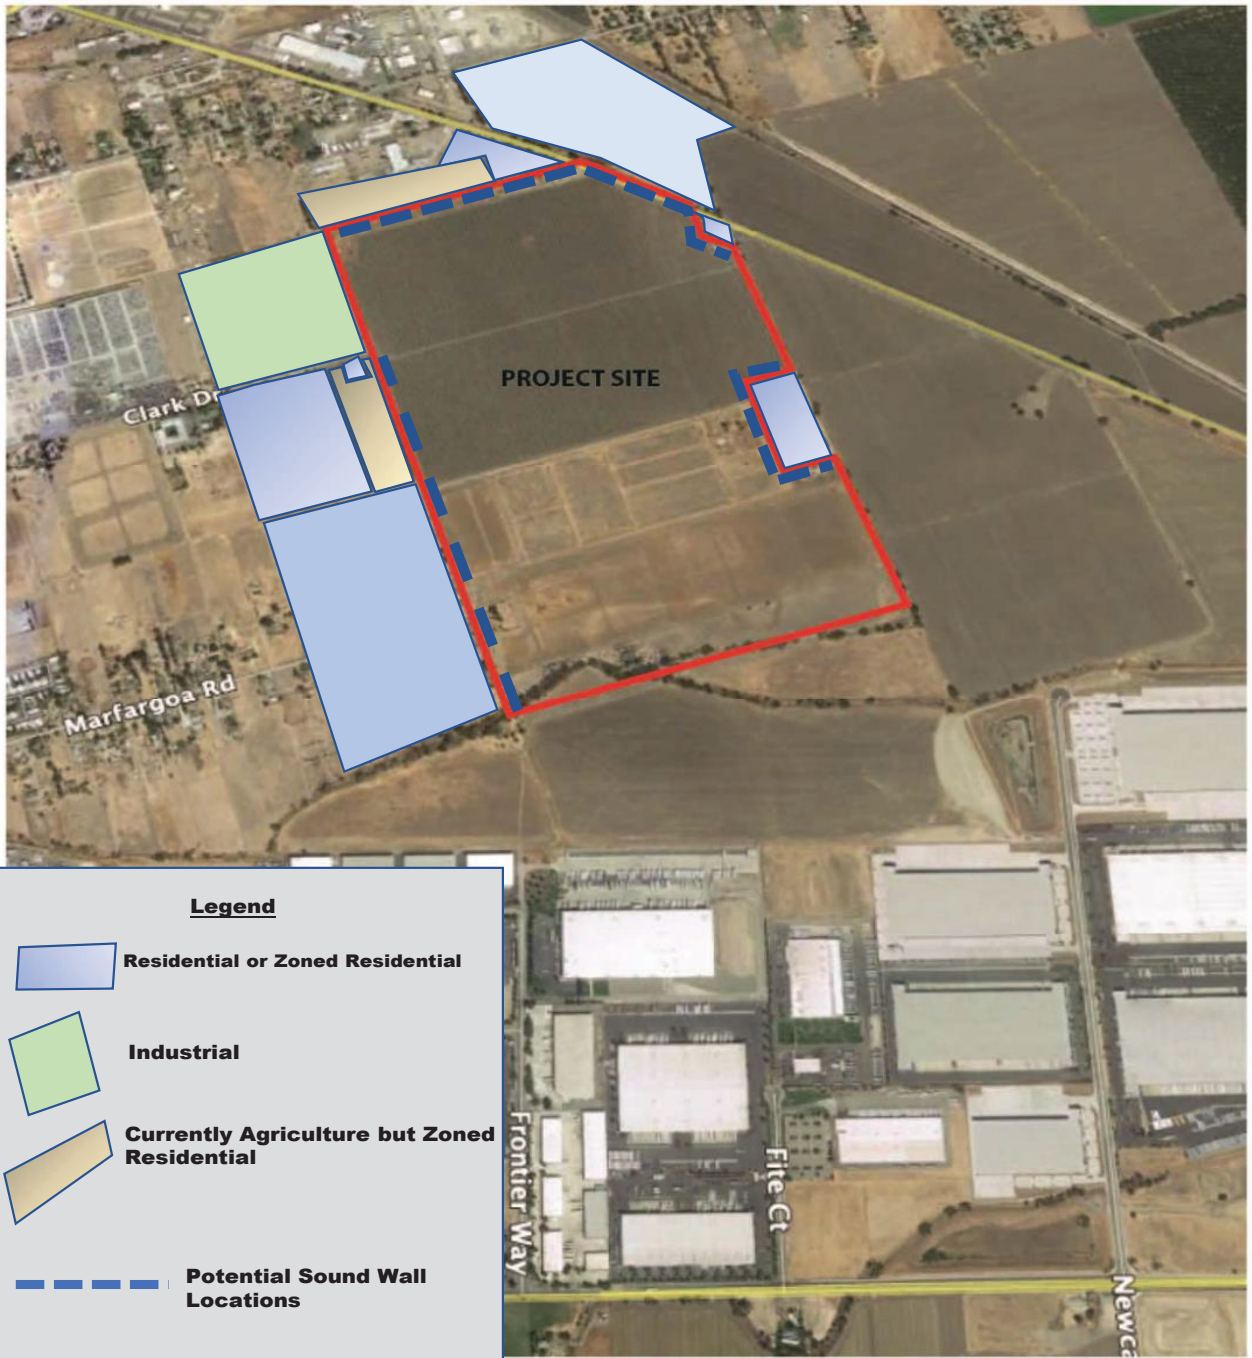 PROJECT SITE
Clark Dr
Marfargoa Rd
Legend
Residential or Zoned Residential
Industrial
Currently Agriculture but Zoned
Residential
Potential Sound Wall
Locations
Frontier Way
Fite Ct
Newca